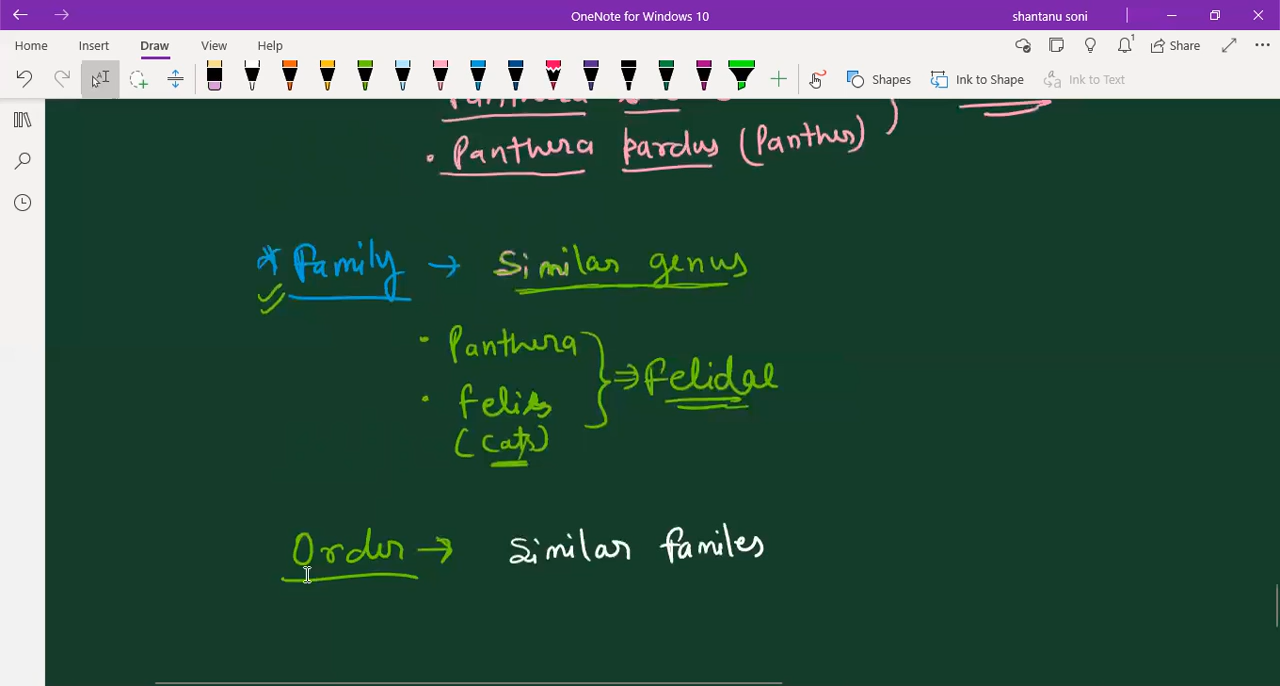 OneNote for Windows 10
shantanu soni
Home Insert Draw View Help
Share
Shapes
Ink to Shape
Ink to Text
Panthera
• Panthera pardus (Panther)
* Family → Similar genus
• Panthera
• felis
(Cats)
⇒ Felidae
Order → Similar familes